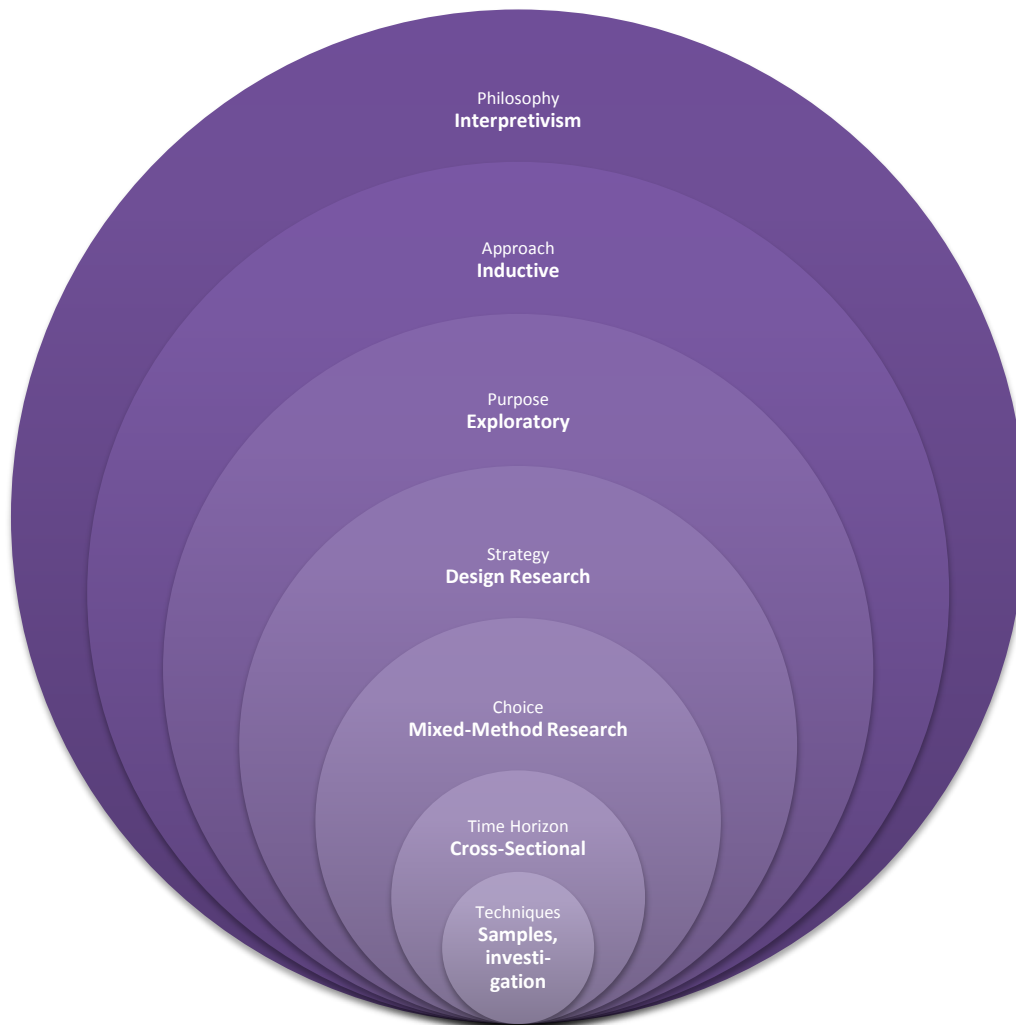 Philosophy
Interpretivism
Approach
Inductive
Purpose
Exploratory
Strategy
Design Research
Choice
Mixed-Method Research
Time Horizon
Cross-Sectional
Techniques
Samples,
investi-
gation